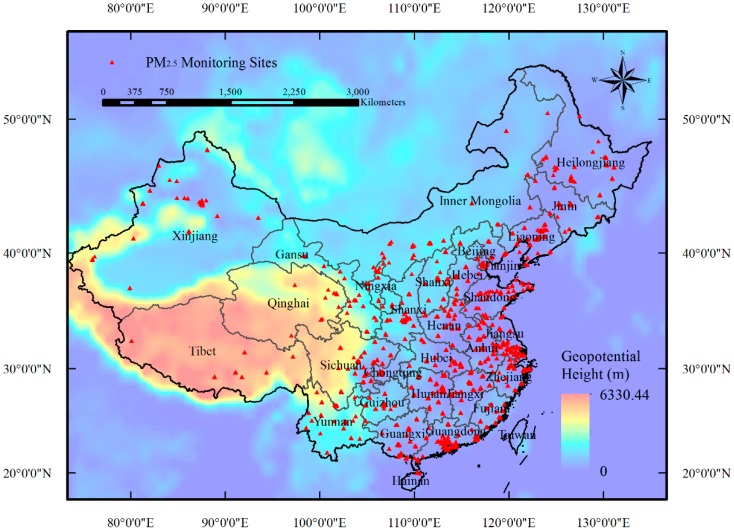 80°0'0"E 90°0'0"E 100°0'0"E 110°0'0"E 120°0'0"E 130°0'0"E
PM2.5 Monitoring Sites
N
W E
S
0 375 750 1,500 2,250 3,000
Kilometers
50°0'0"N 50°0'0"N
Heilongjiang
Inner Mongolia
Jilin
Xinjiang
Liaoning
40°0'0"N 40°0'0"N
Gansu
Beijing
Tianjin
Hebei
Ningxia
Shanxi
Qinghai
Shandong
Shanxi
Henan
Jiangsu
Tibet
Anhui
Sichuan
Hubei
30°0'0"N 30°0'0"N
Chongqing
Zhejiang
Hunan
Jiangxi
Guizhou
Fujian
Yunnan
Guangxi
Guangdong
Taiwan
Geopotential
Height (m)
6330.44
0
20°0'0"N 20°0'0"N
Hainan
80°0'0"E 90°0'0"E 100°0'0"E 110°0'0"E 120°0'0"E 130°0'0"E